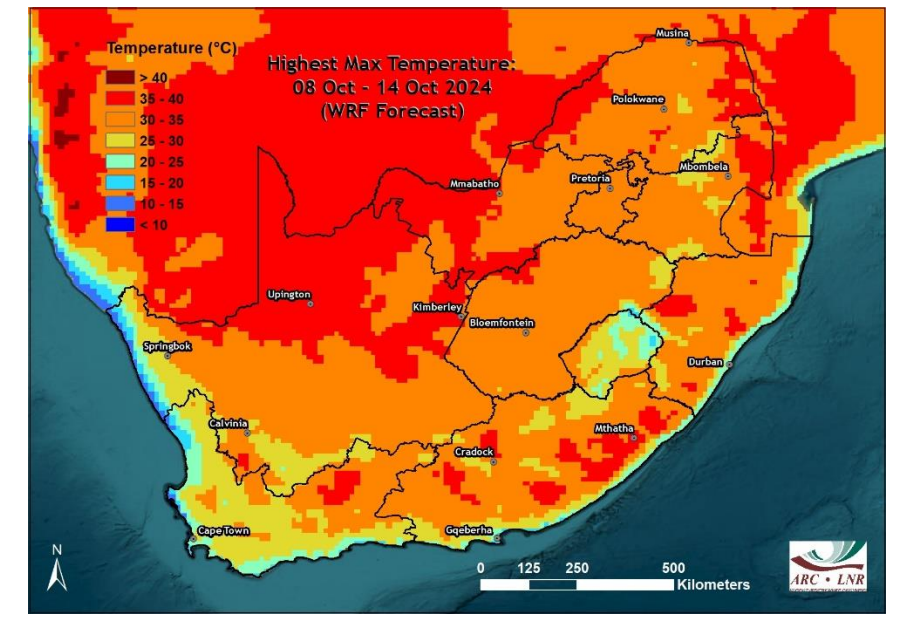 Temperature (°C)
> 40
35 - 40
30 - 35
25 - 30
20 - 25
15 - 20
10 - 15
< 10
Highest Max Temperature:
08 Oct - 14 Oct 2024
(WRF Forecast)
Musina
Polokwane
Mbombela
Pretoria
Mmabatho
Upington
Kimberley
Bloemfontein
Springbok
Durban
Calvinia
Mthatha
Cradock
Cape Town
Gqeberha
N
0 125 250 500
Kilometers
ARC • LNR